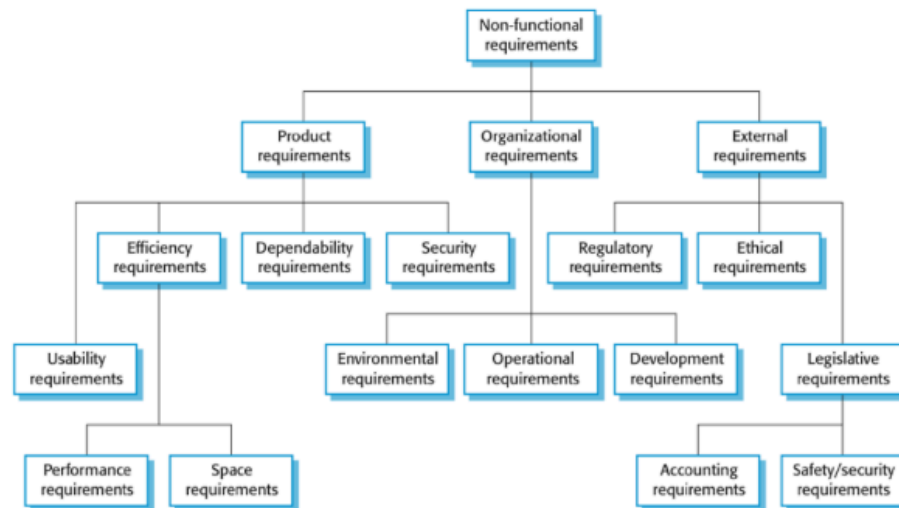 Non-functional
requirements
Product
requirements
Organizational
requirements
External
requirements
Efficiency
requirements
Dependability
requirements
Security
requirements
Regulatory
requirements
Ethical
requirements
Usability
requirements
Environmental
requirements
Operational
requirements
Development
requirements
Legislative
requirements
Performance
requirements
Space
requirements
Accounting
requirements
Safety/security
requirements